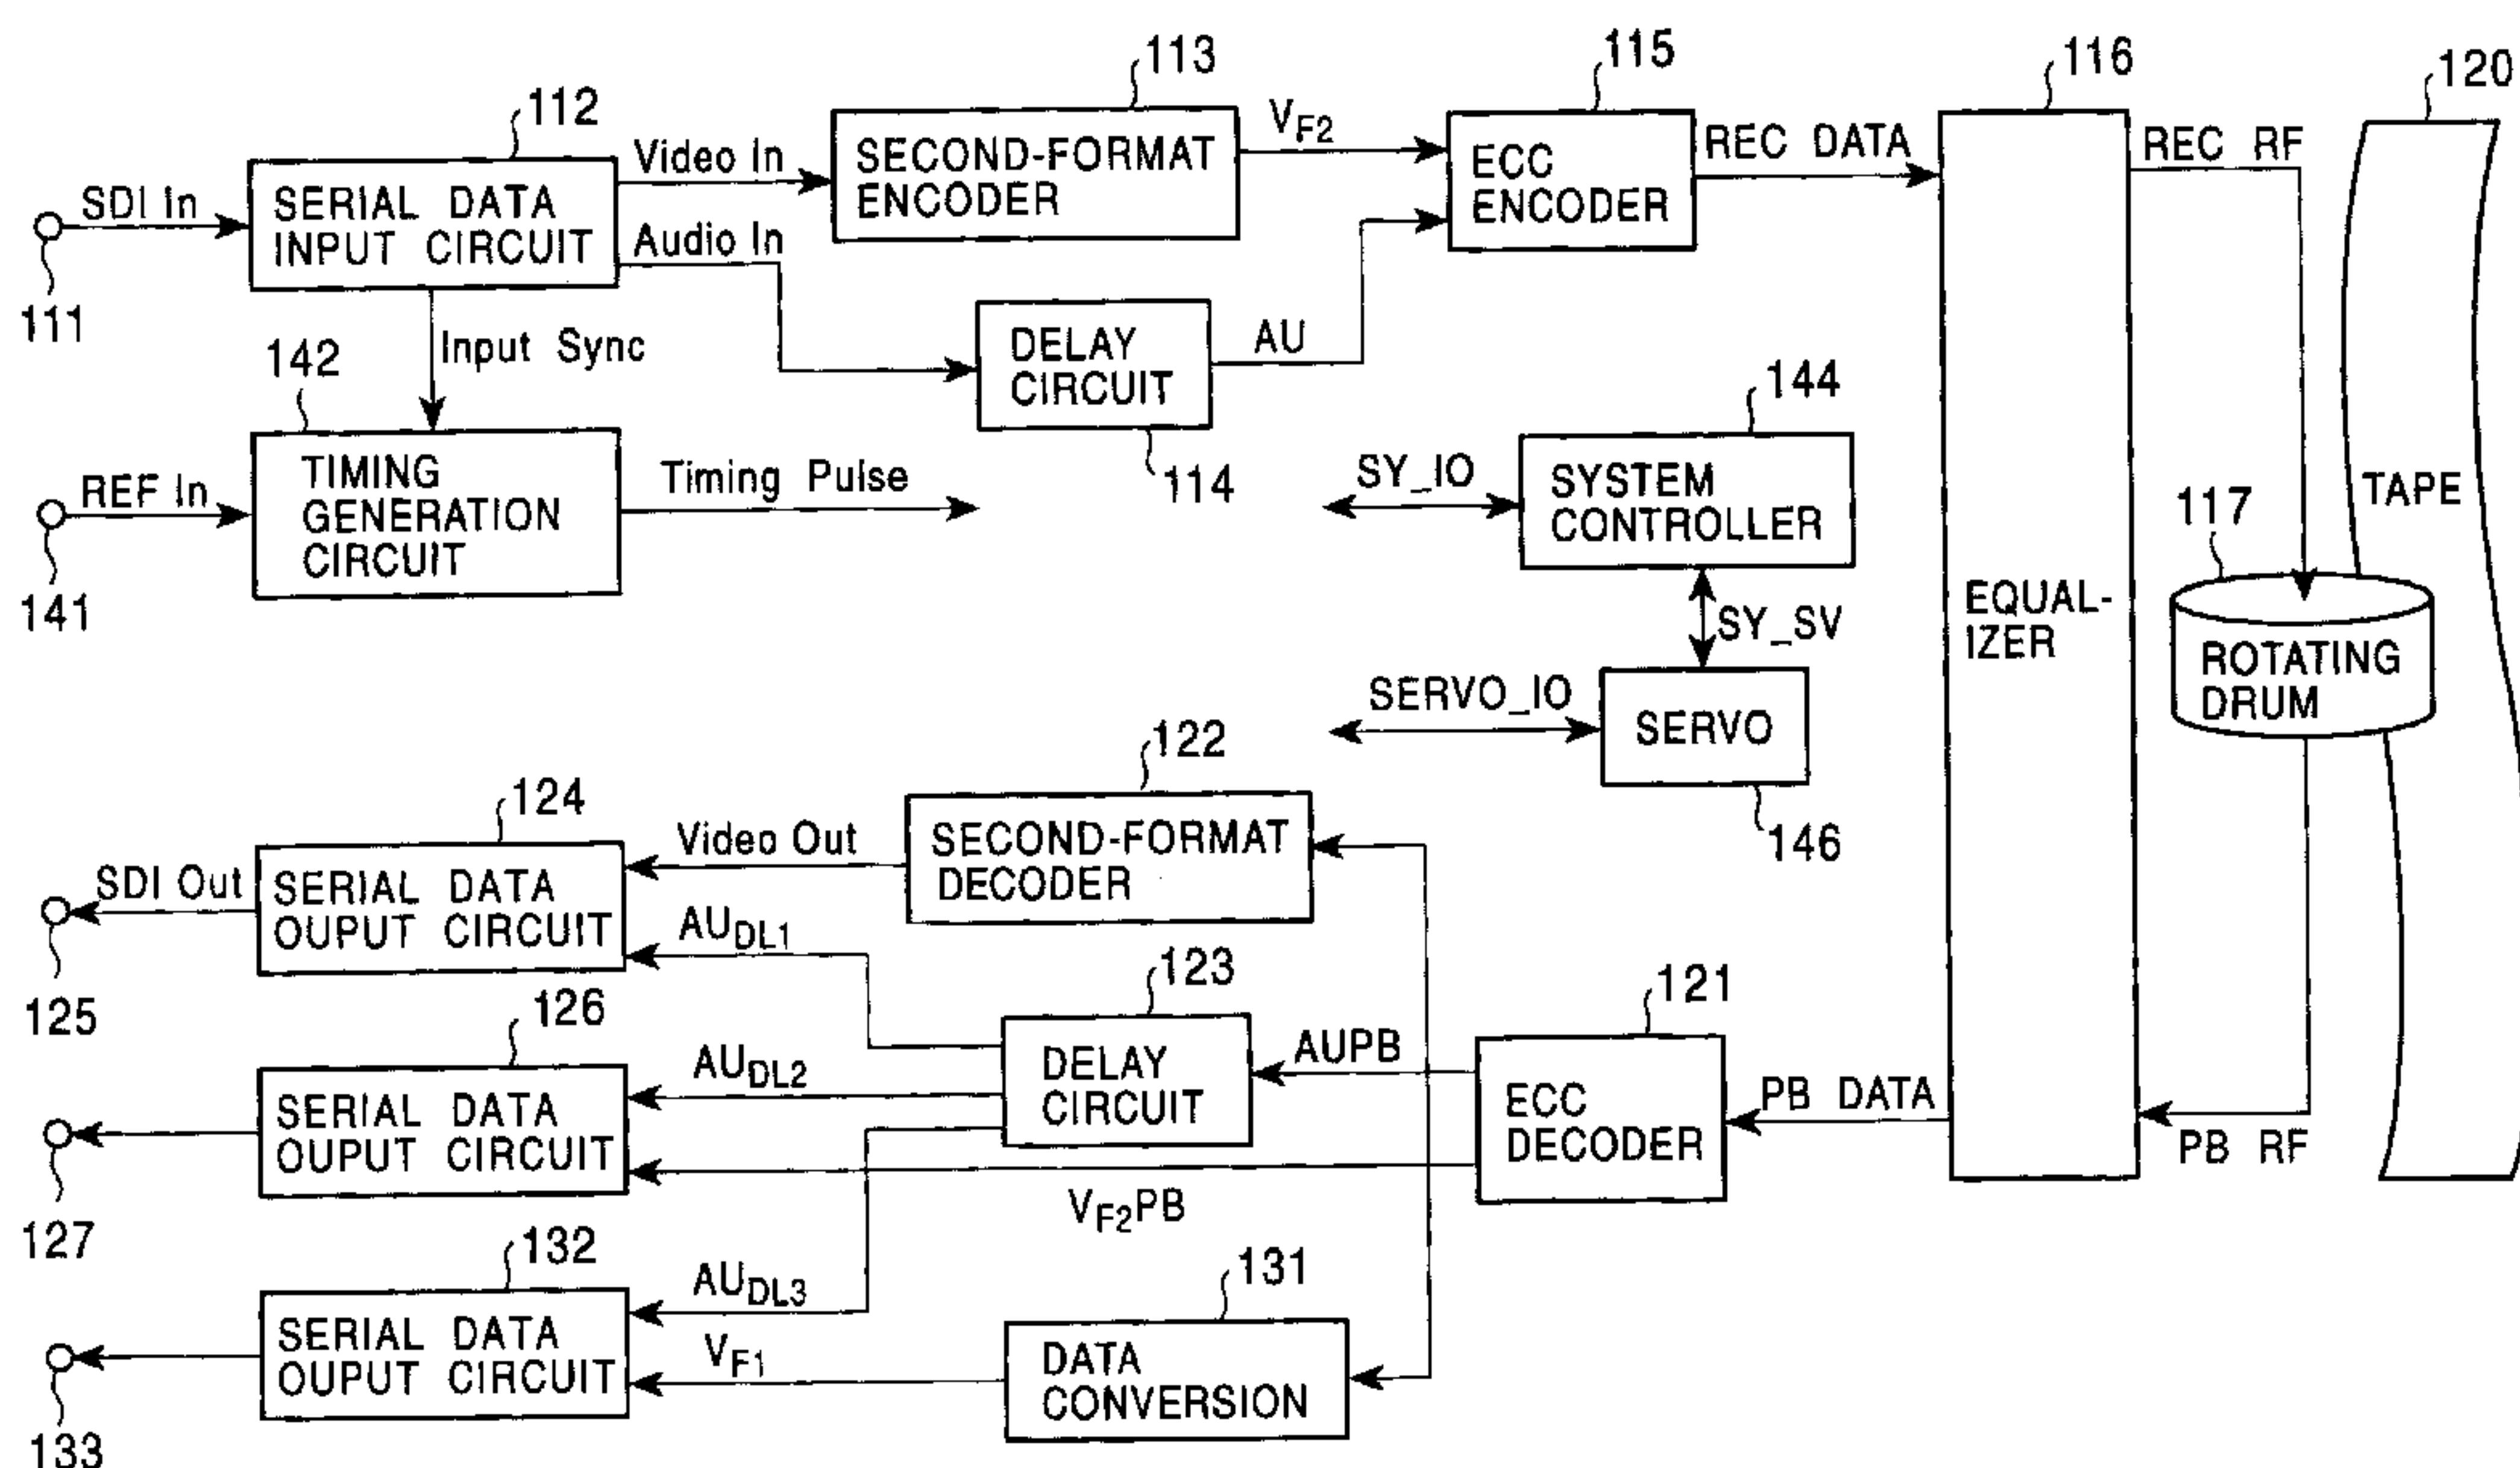 113
115
116
120
112
SDI In
SERIAL DATA
INPUT CIRCUIT
Video In
Audio In
SECOND-FORMAT
ENCODER
VF2
ECC
ENCODER
REC DATA
REC RF
111
142
Input Sync
DELAY
CIRCUIT
AU
114
144
REF In
TIMING
GENERATION
CIRCUIT
Timing Pulse
SY_IO
SYSTEM
CONTROLLER
117
TAPE
141
SY_SV
EQUAL-
IZER
ROTATING
DRUM
SERVO_IO
SERVO
146
122
124
SDI Out
SERIAL DATA
OUPUT CIRCUIT
Video Out
SECOND-FORMAT
DECODER
AUDL1
125
126
123
121
SERIAL DATA
OUPUT CIRCUIT
AUDL2
DELAY
CIRCUIT
AUPB
ECC
DECODER
PB DATA
PB RF
127
VF2PB
132
131
SERIAL DATA
OUPUT CIRCUIT
AUDL3
VF1
DATA
CONVERSION
133